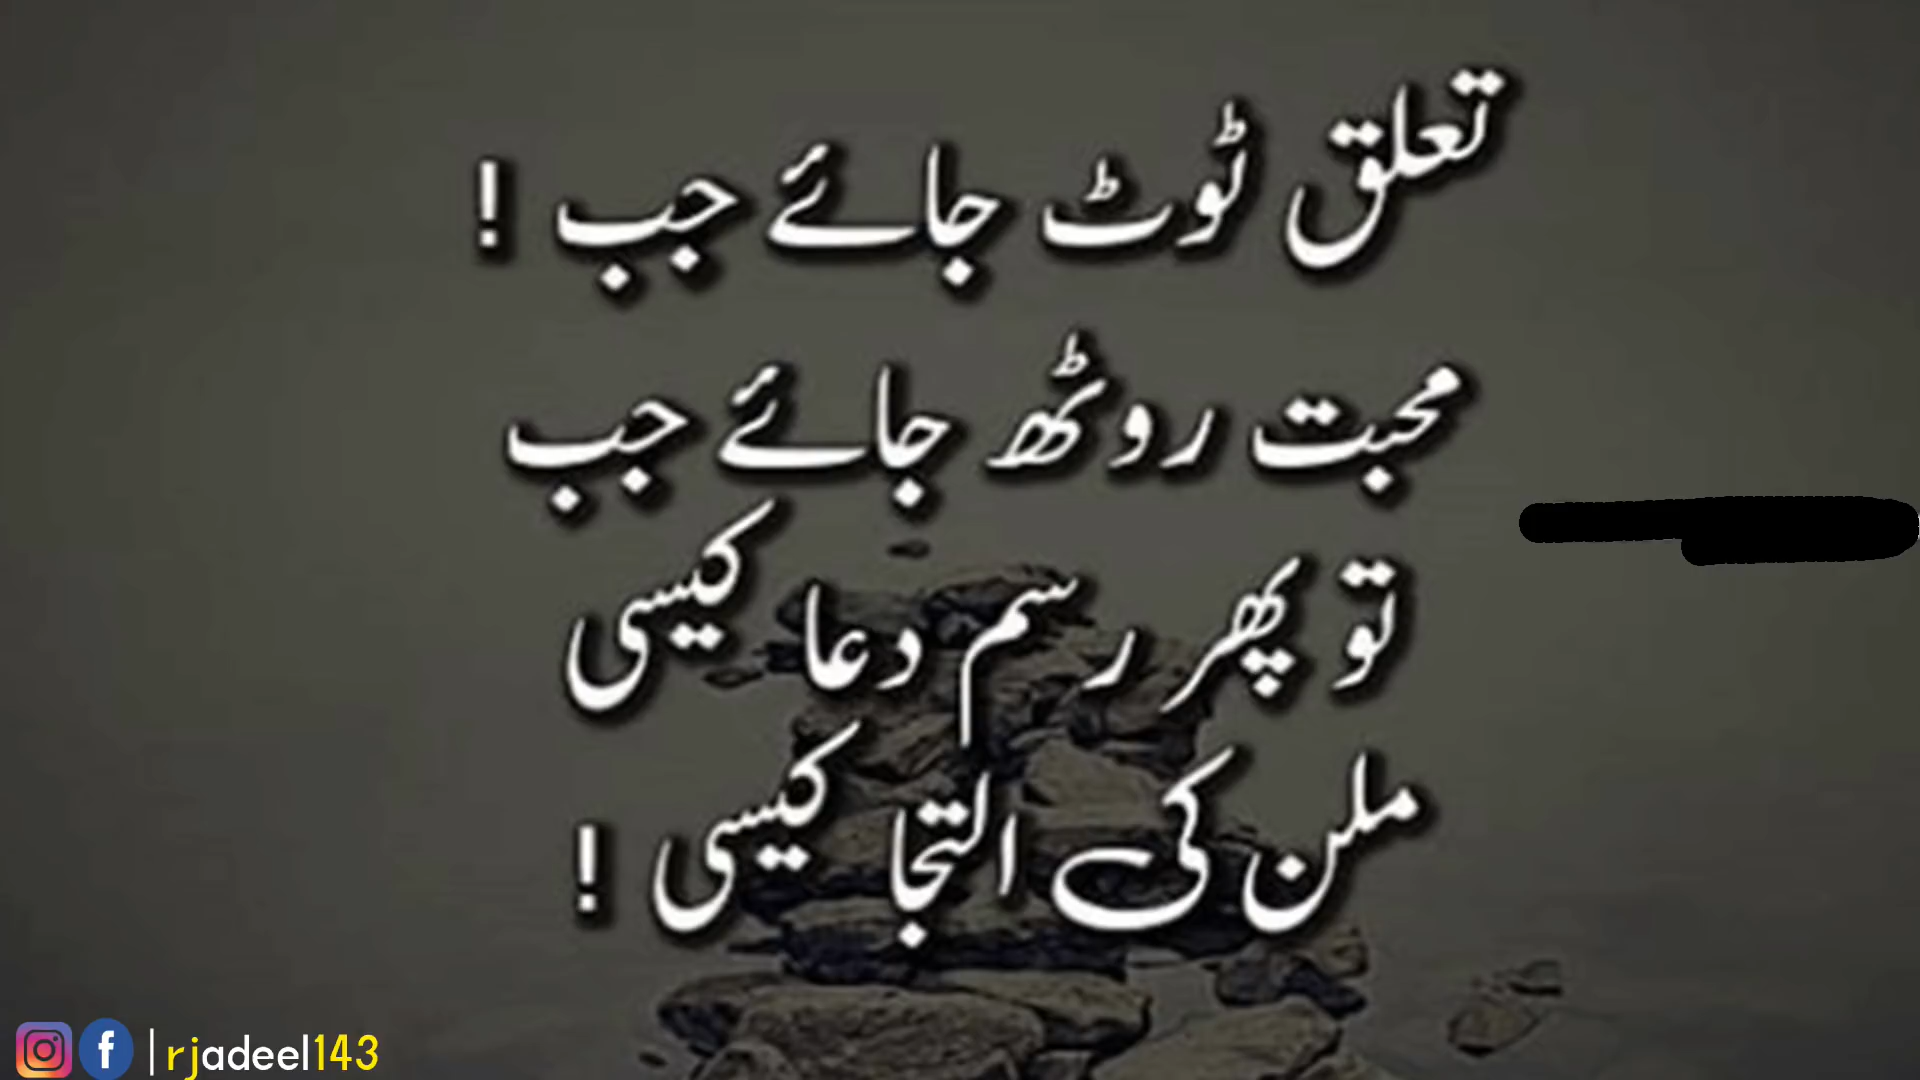 تعلق ٹوٹ جائے جب !
محبت روٹھ جائے جب
تو پھر رسم دعا کیسی
ملن کی التجا کیسی !
|rjadeel143